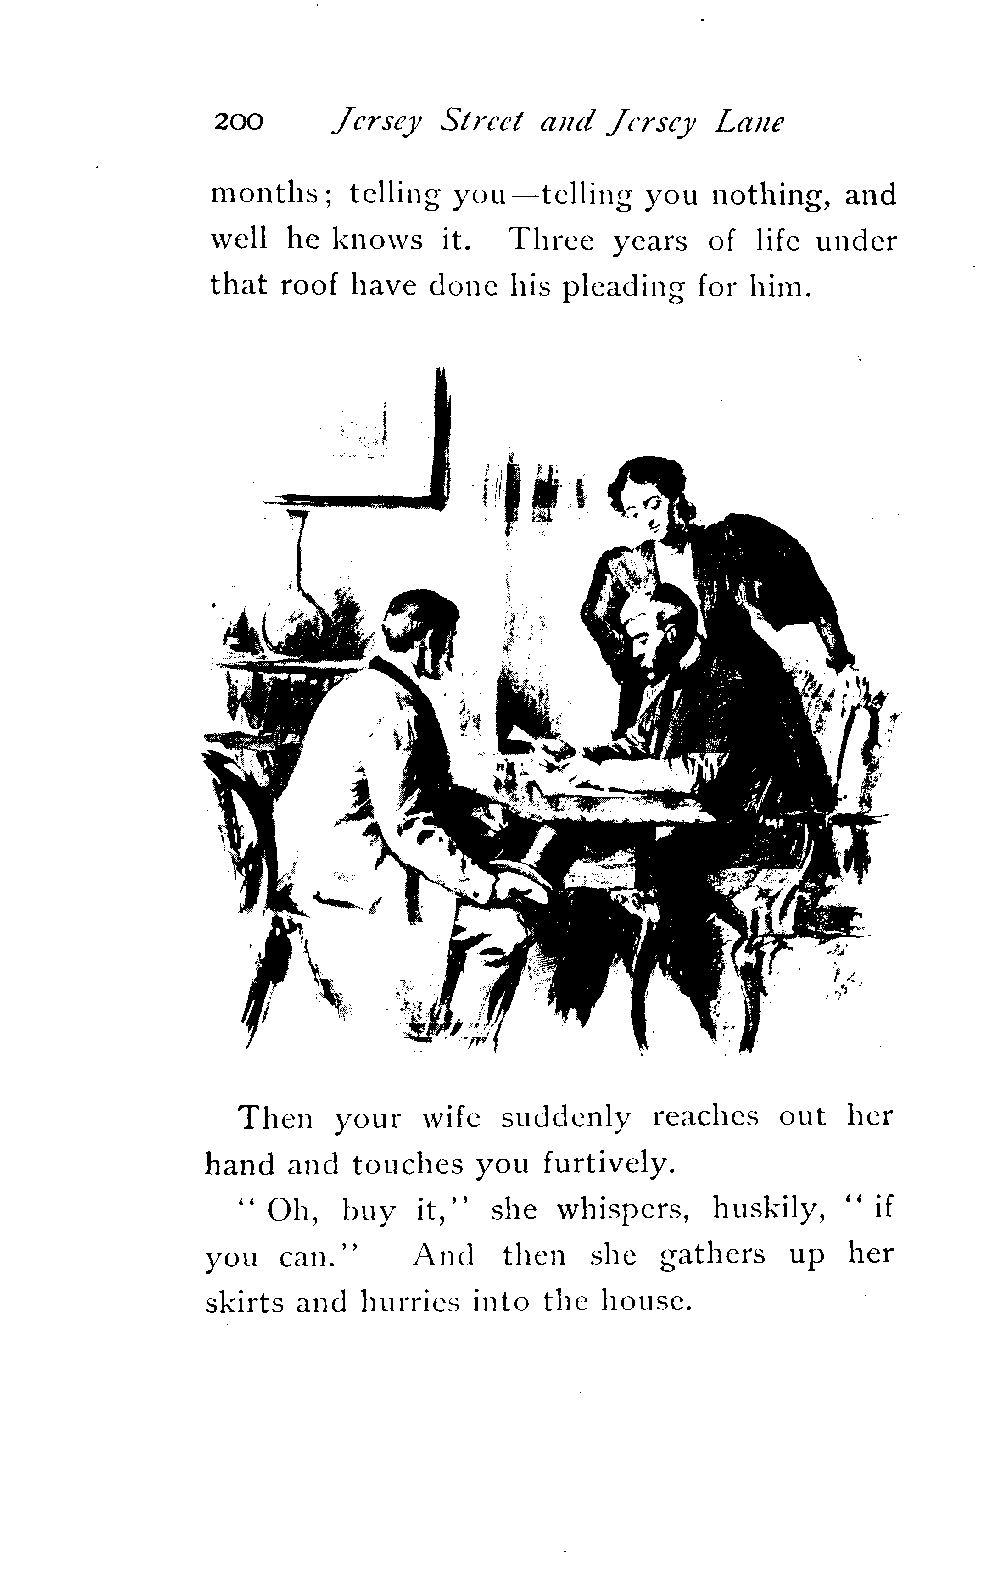 200 Jersey Street and Jersey Lane
months; telling you—telling you nothing, and
well he knows it. Three years of life under
that roof have done his pleading for him.
Then your wife suddenly reaches out her
hand and touches you furtively.
“Oh, buy it,” she whispers, huskily, “if
you can.” And then she gathers up her
skirts and hurries into the house.